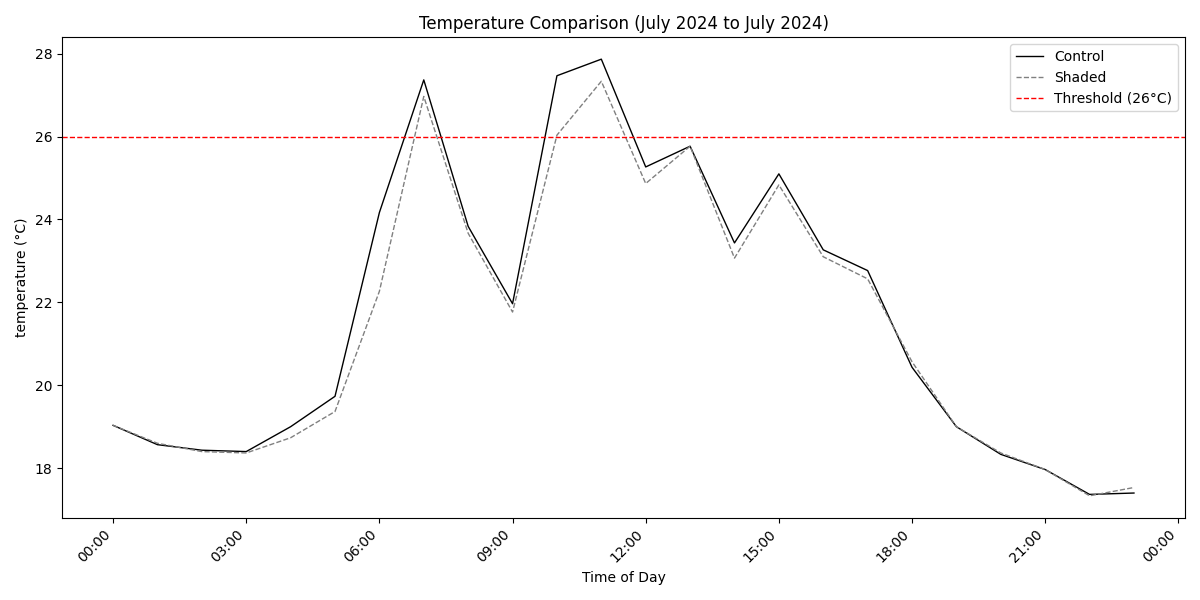 Temperature Comparison (July 2024 to July 2024)
Control
Shaded
Threshold (26°C)
temperature (°C)
28
26
24
22
20
18
00:00
03:00
06:00
09:00
12:00
15:00
18:00
21:00
00:00
Time of Day